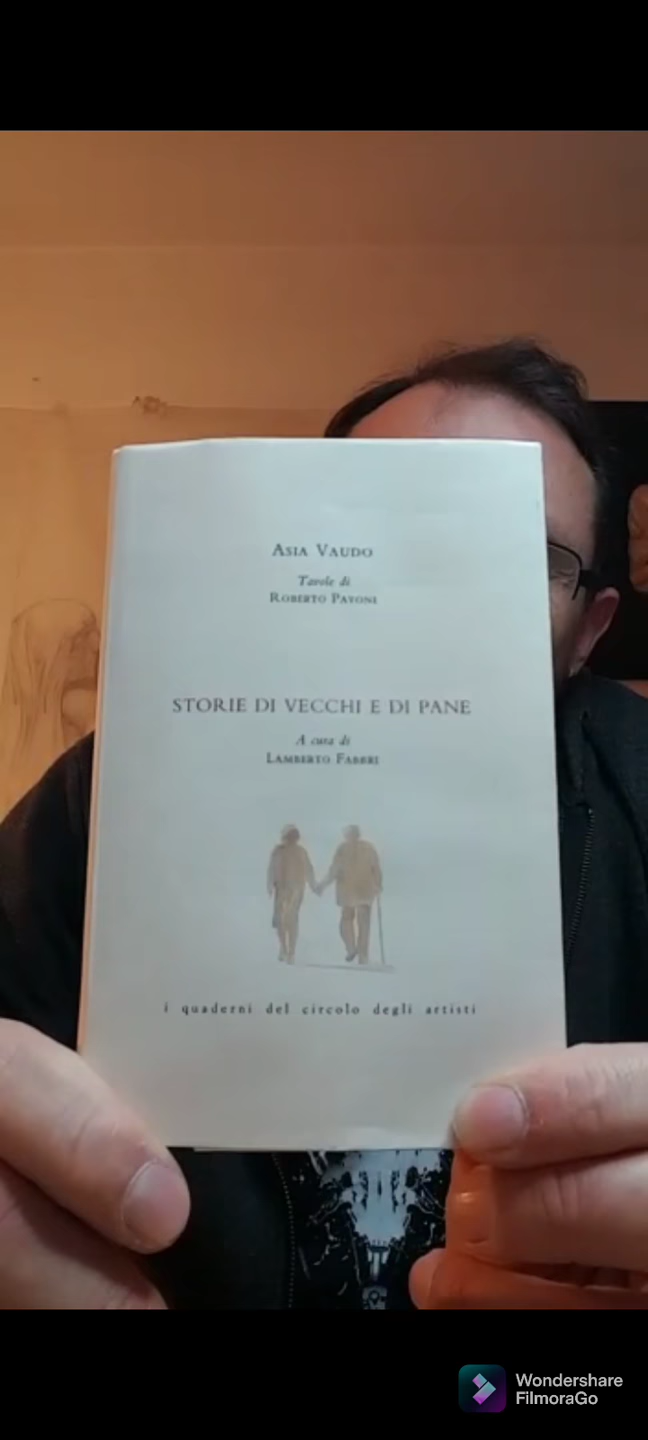 ASIA VAUDO
Tavole di
ROBERTO PAVONI
STORIE DI VECCHI E DI PANE
A cura di
LAMBERTO FABBRI
i quaderni del circolo degli artisti
Wondershare
FilmoraGo